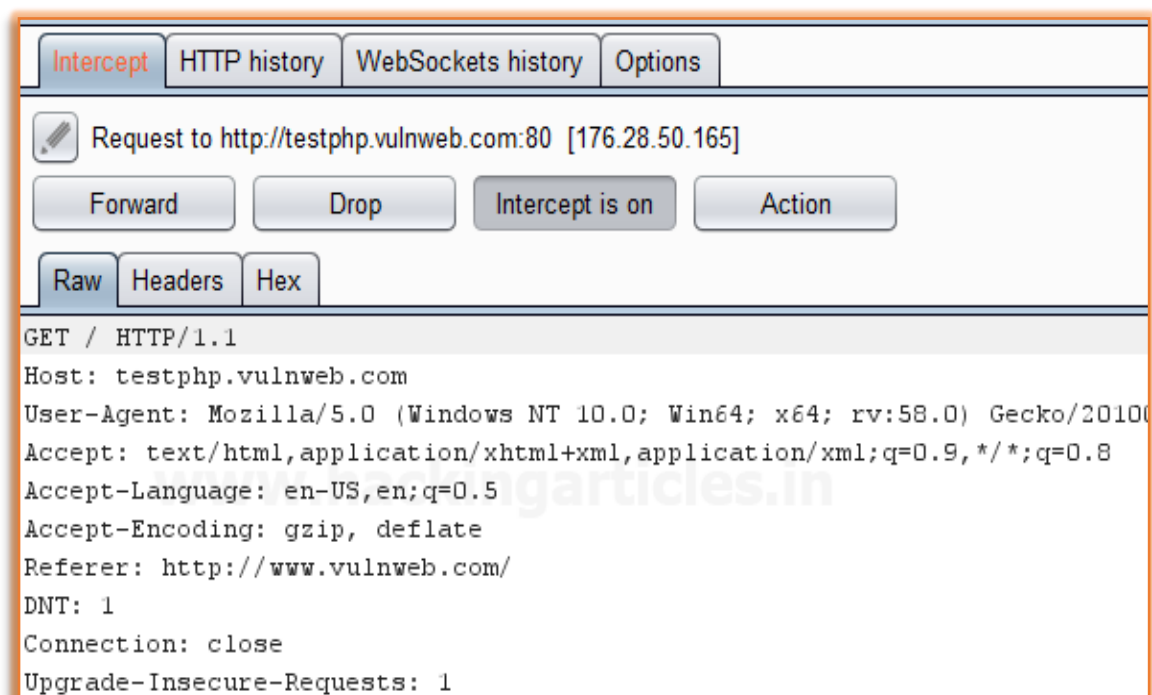 Intercept HTTP history WebSockets history Options
Request to http://testphp.vulnweb.com:80 [176.28.50.165]
Forward Drop Intercept is on Action
Raw Headers Hex
GET / HTTP/1.1
Host: testphp.vulnweb.com
User-Agent: Mozilla/5.0 (Windows NT 10.0; Win64; x64; rv:58.0) Gecko/20100
Accept: text/html,application/xhtml+xml,application/xml;q=0.9,*/*;q=0.8
www.hackingarticles.in
Accept-Language: en-US,en;q=0.5
Accept-Encoding: gzip, deflate
Referer: http://www.vulnweb.com/
DNT: 1
Connection: close
Upgrade-Insecure-Requests: 1